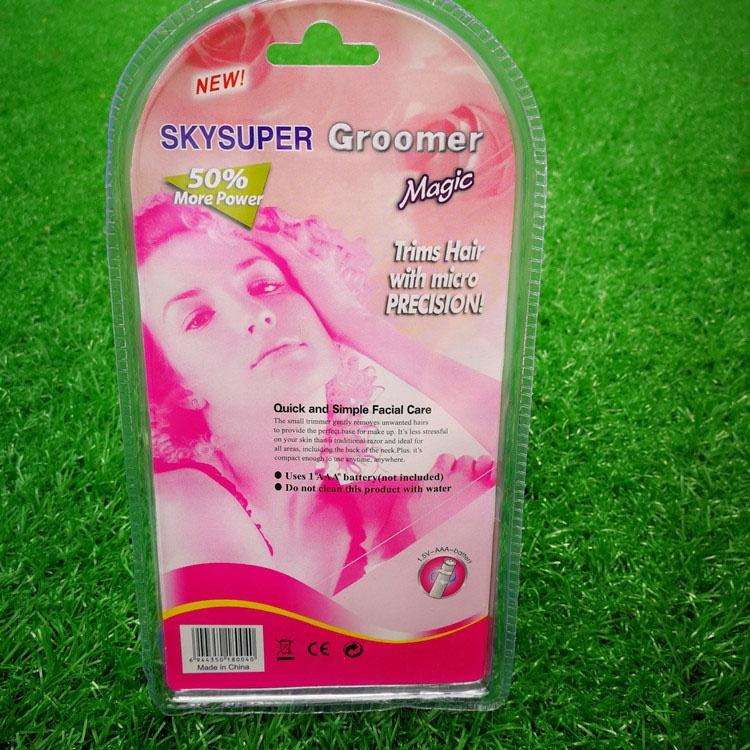 NEW!
SKYSUPER Groomer
50%
More Power
Magic
Trims Hair
with micro
PRECISION!
Quick and Simple Facial Care
The small trimmer gently removes unwanted hairs
to provide the perfect base for make up. It's less stressful
on your skin than a traditional razor and ideal for
all areas, including the back of the neck.Plus. it's
compact enough to use anytime, anywhere.
● Uses 1"AAA" battery(not included)
● Do not clean this product with water
1.5V-AAA-battery
6 944350 180040
Made in China
CE